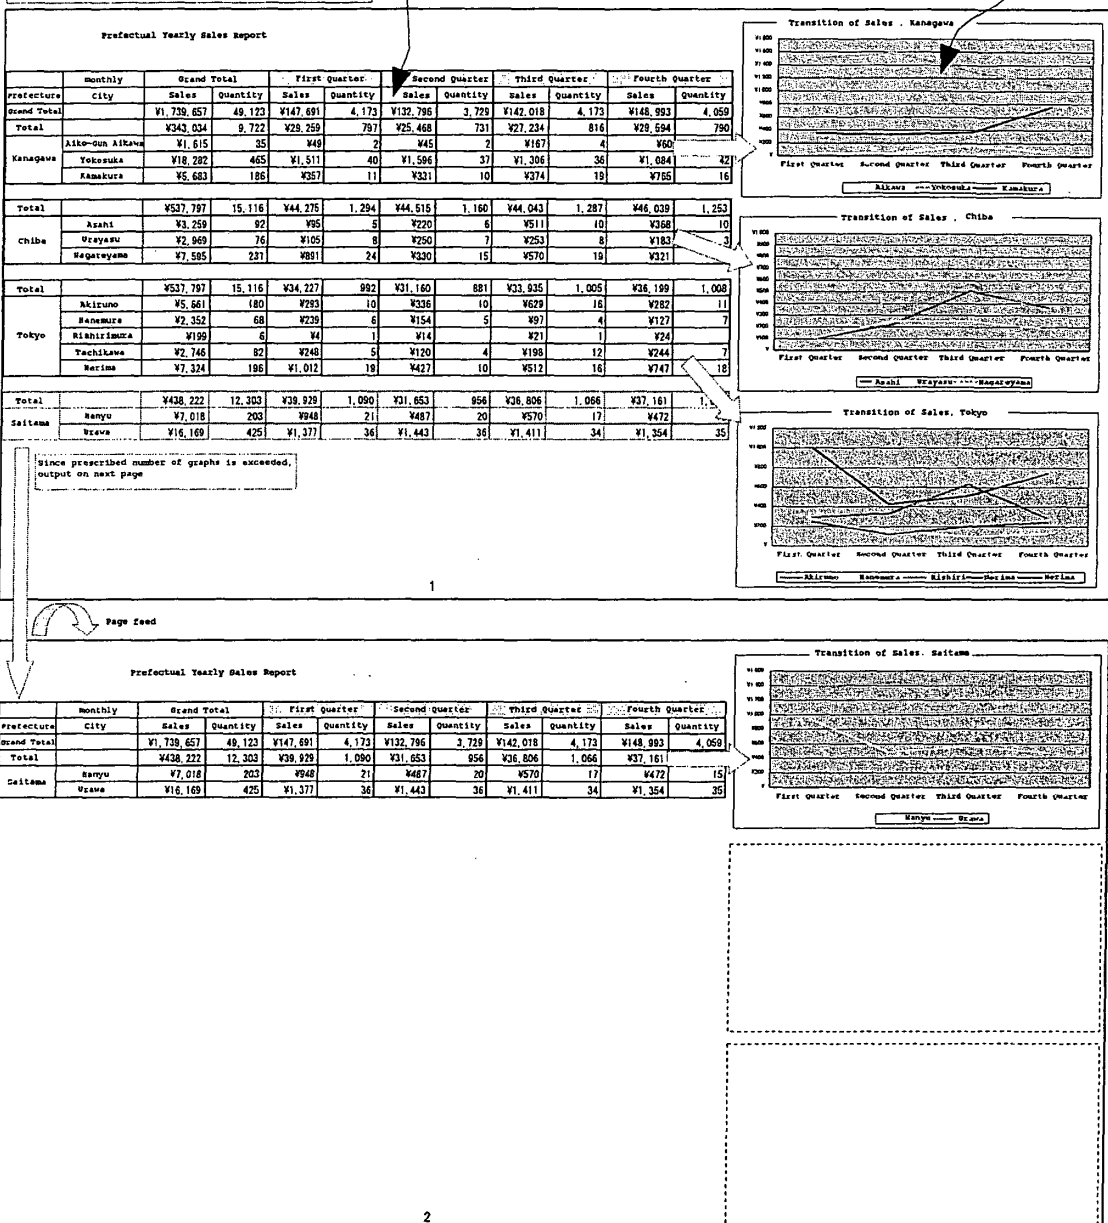 Prefectual Yearly Sales Report
monthly Grand Total First Quarter Second Quarter Third Quarter Fourth Quarter
Prefecture City Sales Quantity Sales Quantity Sales Quantity Sales Quantity Sales Quantity
Grand Total ¥1,739,657 49,123 ¥147,691 4,173 ¥132,796 3,729 ¥142,018 4,173 ¥148,993 4,059
Total ¥343,034 9,722 ¥29,259 797 ¥25,468 731 ¥27,234 816 ¥29,594 790
Kanagawa
Aiko-Gun Aikawa ¥1,615 35 ¥49 2 ¥45 2 ¥167 4 ¥60
Yokosuka ¥18,282 465 ¥1,511 40 ¥1,596 37 ¥1,306 36 ¥1,084 42
Kamakura ¥5,683 186 ¥357 11 ¥331 10 ¥374 19 ¥765 16
Total ¥537,797 15,116 ¥44,275 1,294 ¥44,515 1,160 ¥44,043 1,287 ¥46,039 1,253
Chiba
Asahi ¥3,259 92 ¥95 5 ¥220 6 ¥511 10 ¥368 10
Urayasu ¥2,969 76 ¥105 8 ¥250 7 ¥253 8 ¥183 3
Nagareyama ¥7,595 231 ¥891 24 ¥330 15 ¥570 19 ¥321
Total ¥537,797 15,116 ¥34,227 992 ¥31,160 881 ¥33,935 1,005 ¥36,199 1,008
Tokyo
Akiruno ¥5,661 180 ¥293 10 ¥336 10 ¥629 16 ¥282 11
¥2,352 68 ¥239 6 ¥154 5 ¥97 4 ¥127 7
Rishirimura ¥199 6 ¥4 1 ¥14 ¥21 1 ¥24
Tachikawa ¥2,746 82 ¥248 5 ¥120 4 ¥198 12 ¥244 7
Nerima ¥7,324 196 ¥1,012 19 ¥427 10 ¥512 16 ¥747 18
Total ¥438,222 12,303 ¥39,929 1,090 ¥31,653 956 ¥36,806 1,066 ¥37,161
Saitama
Hanyu ¥7,018 203 ¥948 21 ¥487 20 ¥570 17 ¥472
Urawa ¥16,169 425 ¥1,377 36 ¥1,443 36 ¥1,411 34 ¥1,354 35
Since prescribed number of graphs is exceeded,
output on next page
Transition of Sales . Kanagawa
First Quarter Second Quarter Third Quarter Fourth Quarter
Aikawa Yokosuka Kamakura
Transition of Sales , Chiba
First Quarter Second Quarter Third Quarter Fourth Quarter
Asahi Urayasu Nagareyama
Transition of Sales, Tokyo
First Quarter Second Quarter Third Quarter Fourth Quarter
Akiruno Rishiri Nerima Nerima
1
Page feed
Prefectual Yearly Sales Report
monthly Grand Total First Quarter Second Quarter Third Quarter Fourth Quarter
Prefecture City Sales Quantity Sales Quantity Sales Quantity Sales Quantity Sales Quantity
Grand Total ¥1,739,657 49,123 ¥147,691 4,173 ¥132,796 3,729 ¥142,018 4,173 ¥148,993 4,059
Total ¥438,222 12,303 ¥39,929 1,090 ¥31,653 956 ¥36,806 1,066 ¥37,161
Saitama
Hanyu ¥7,018 203 ¥948 21 ¥487 20 ¥570 17 ¥472 15
Urawa ¥16,169 425 ¥1,377 36 ¥1,443 36 ¥1,411 34 ¥1,354 35
Transition of Sales. Saitama
First Quarter Second Quarter Third Quarter Fourth Quarter
Hanyu Urawa
2